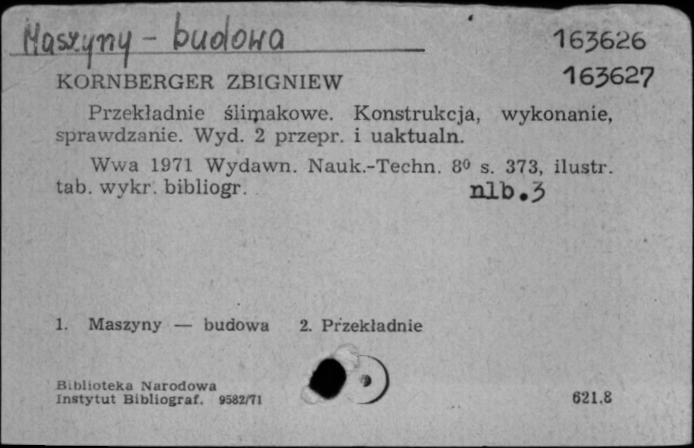 Maszyny - budowa
163626
163627
KORNBERGER ZBIGNIEW
Przekładnie ślimakowe. Konstrukcja, wykonanie,
sprawdzanie. Wyd. 2 przepr. i uaktualn.
Wwa 1971 Wydawn. Nauk.-Techn. 8⁰ s. 373, ilustr.
tab. wykr. bibliogr.
nlb.3
1. Maszyny — budowa 2. Przekładnie
Biblioteka Narodowa
Instytut Bibliograf. 9582/71
621.8